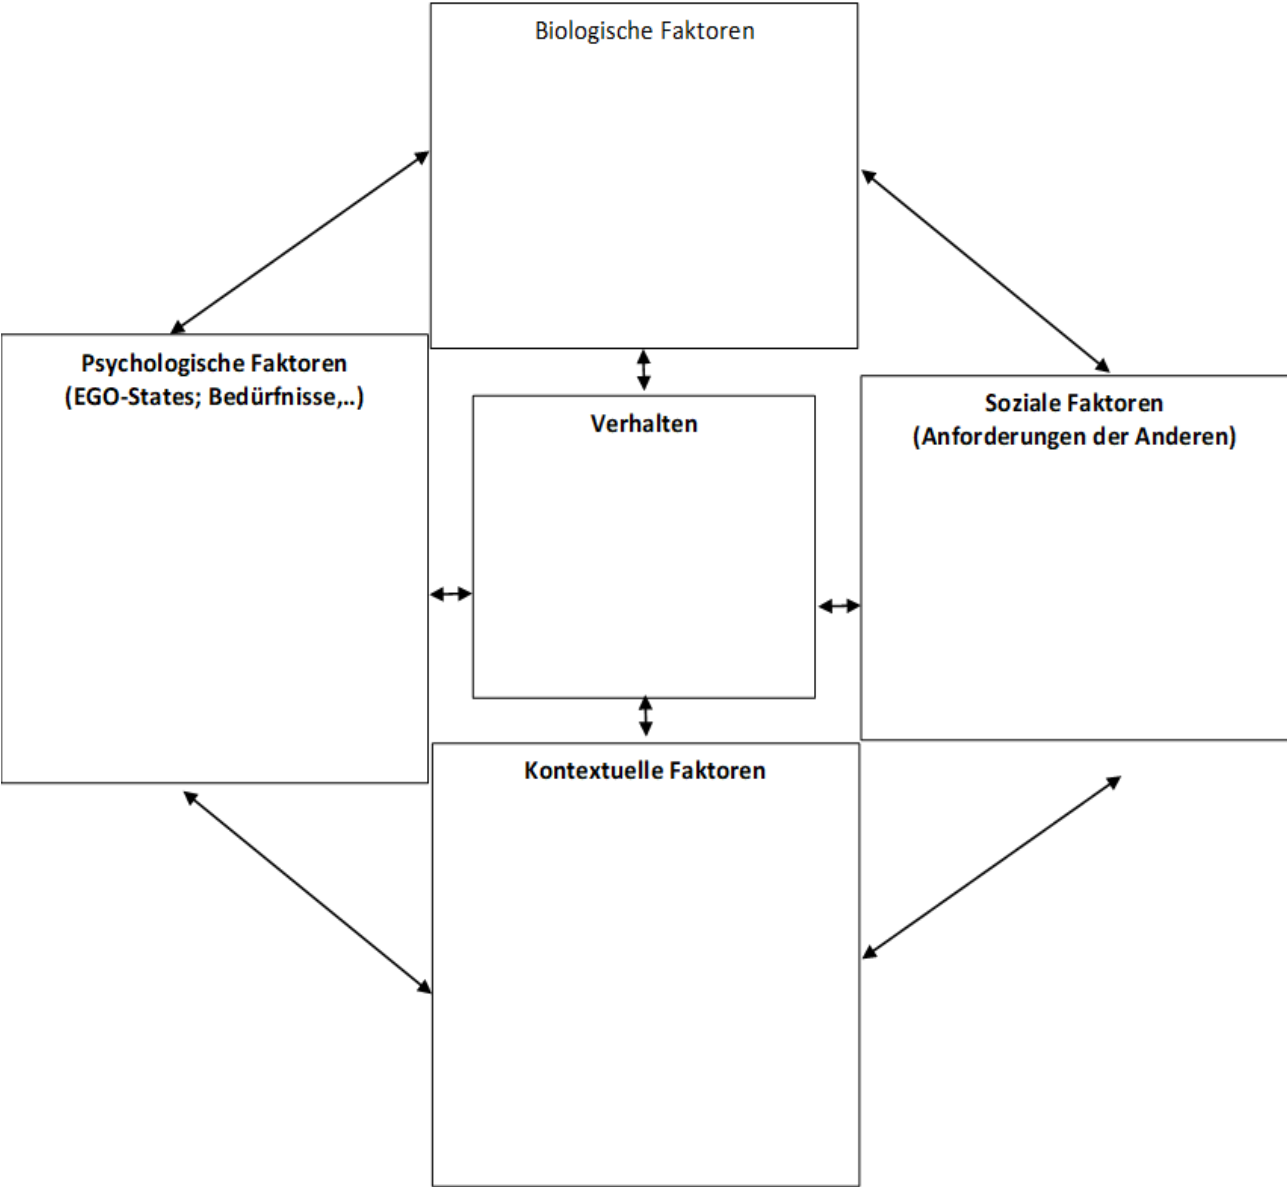 Biologische Faktoren
Psychologische Faktoren
(EGO-States; Bedürfnisse,..)
Verhalten
Soziale Faktoren
(Anforderungen der Anderen)
Kontextuelle Faktoren